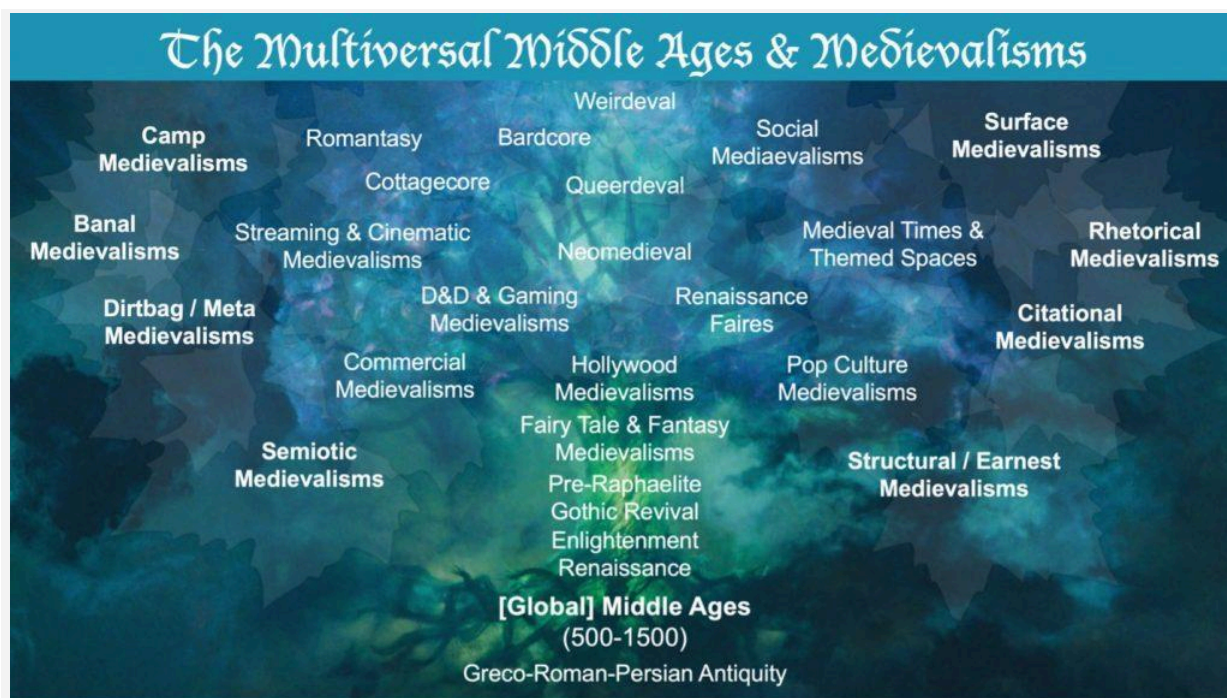 The Multiversal Middle Ages & Medievalisms
Weirdeval
Camp
Medievalisms
Romantasy
Bardcore
Social
Mediaevalisms
Surface
Medievalisms
Cottagecore
Queerdeval
Banal
Medievalisms
Streaming & Cinematic
Medievalisms
Neomedieval
Medieval Times &
Themed Spaces
Rhetorical
Medievalisms
Dirtbag / Meta
Medievalisms
D&D & Gaming
Medievalisms
Renaissance
Faires
Citational
Medievalisms
Commercial
Medievalisms
Hollywood
Medievalisms
Pop Culture
Medievalisms
Fairy Tale & Fantasy
Medievalisms
Semiotic
Medievalisms
Structural / Earnest
Medievalisms
Pre-Raphaelite
Gothic Revival
Enlightenment
Renaissance
[Global] Middle Ages
(500-1500)
Greco-Roman-Persian Antiquity